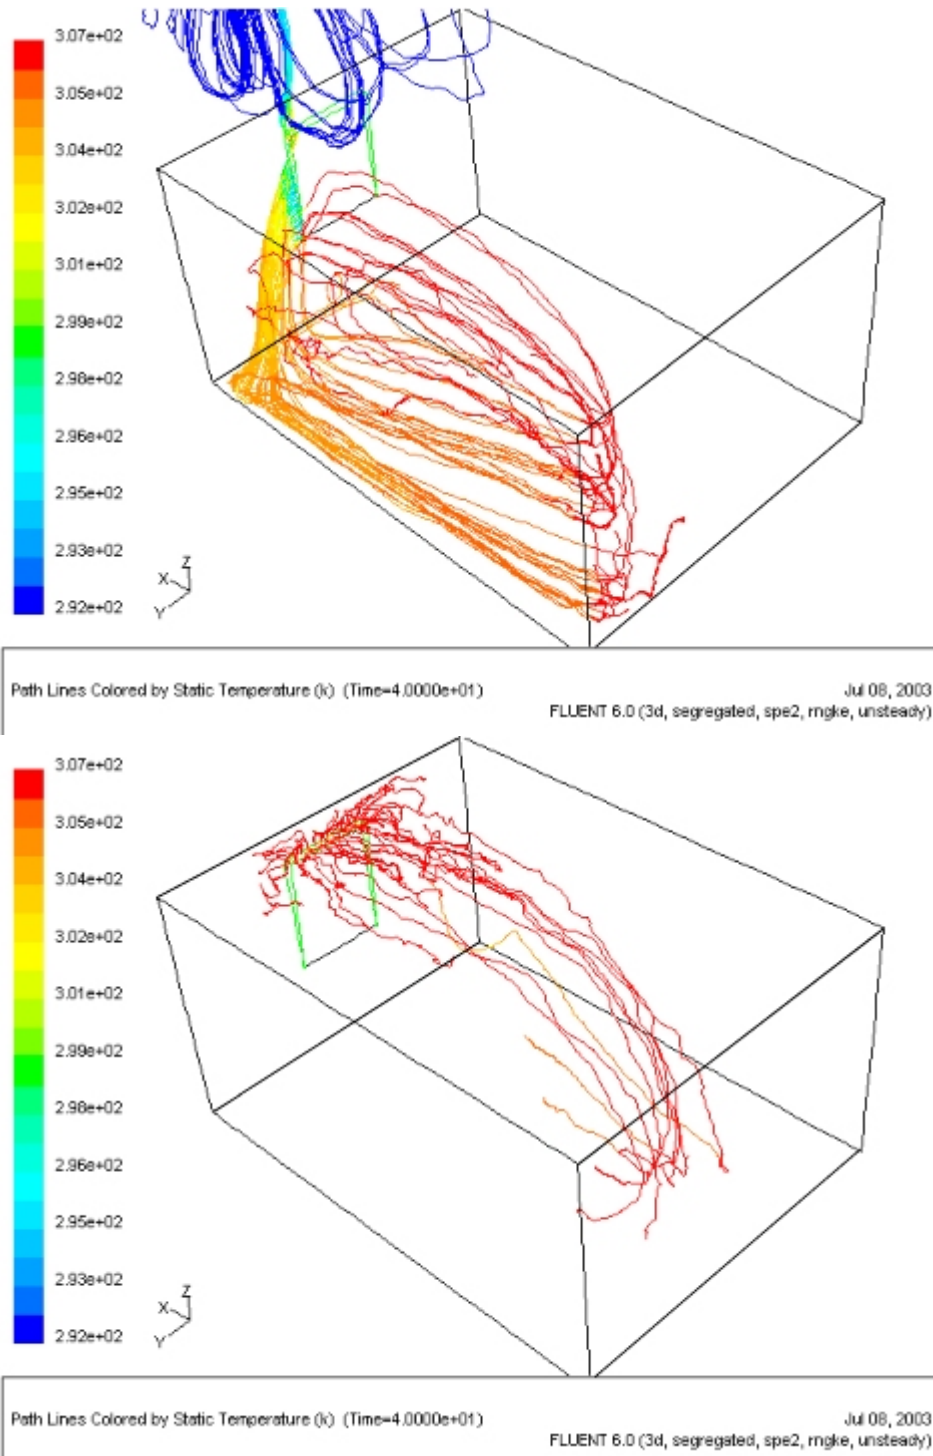 3.07e+02
3.05e+02
3.04e+02
3.02e+02
3.01e+02
2.99e+02
2.98e+02
2.96e+02
2.95e+02
2.93e+02
2.92e+02
Z
X
Y
Path Lines Colored by Static Temperature (k) (Time=4.0000e+01)
Jul 08, 2003
FLUENT 6.0 (3d, segregated, spe2, rngke, unsteady)
3.07e+02
3.05e+02
3.04e+02
3.02e+02
3.01e+02
2.99e+02
2.98e+02
2.96e+02
2.95e+02
2.93e+02
2.92e+02
Z
X
Y
Path Lines Colored by Static Temperature (k) (Time=4.0000e+01)
Jul 08, 2003
FLUENT 6.0 (3d, segregated, spe2, rngke, unsteady)